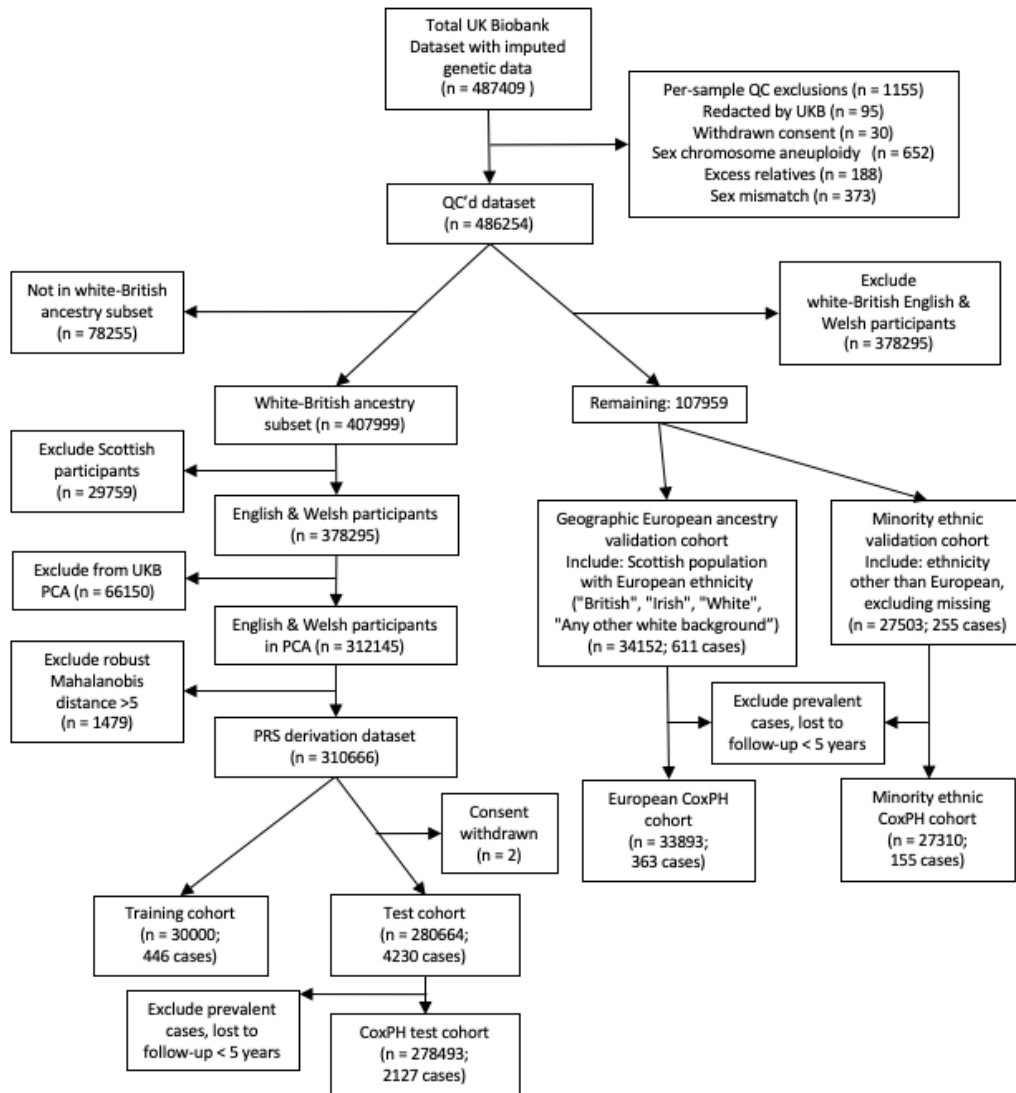 Total UK Biobank
Dataset with imputed
genetic data
(n = 487409 )
Per-sample QC exclusions (n = 1155)
Redacted by UKB (n = 95)
Withdrawn consent (n = 30)
Sex chromosome aneuploidy (n = 652)
Excess relatives (n = 188)
Sex mismatch (n = 373)
QC'd dataset
(n = 486254)
Not in white-British
ancestry subset
(n = 78255)
Exclude
white-British English &
Welsh participants
(n = 378295)
White-British ancestry
subset (n = 407999)
Remaining: 107959
Exclude Scottish
participants
(n = 29759)
English & Welsh participants
(n = 378295)
Geographic European ancestry
validation cohort
Include: Scottish population
with European ethnicity
("British", "Irish", "White",
"Any other white background”)
(n = 34152; 611 cases)
Minority ethnic
validation cohort
Include: ethnicity
other than European,
excluding missing
(n = 27503; 255 cases)
Exclude from UKB
PCA (n = 66150)
English & Welsh participants
in PCA (n = 312145)
Exclude robust
Mahalanobis
distance >5
(n = 1479)
Exclude prevalent
cases, lost to
follow-up < 5 years
PRS derivation dataset
(n = 310666)
European CoxPH
cohort
(n = 33893;
363 cases)
Minority ethnic
CoxPH cohort
(n = 27310;
155 cases)
Consent
withdrawn
(n = 2)
Training cohort
(n = 30000;
446 cases)
Test cohort
(n = 280664;
4230 cases)
Exclude prevalent
cases, lost to
follow-up < 5 years
CoxPH test cohort
(n = 278493;
2127 cases)